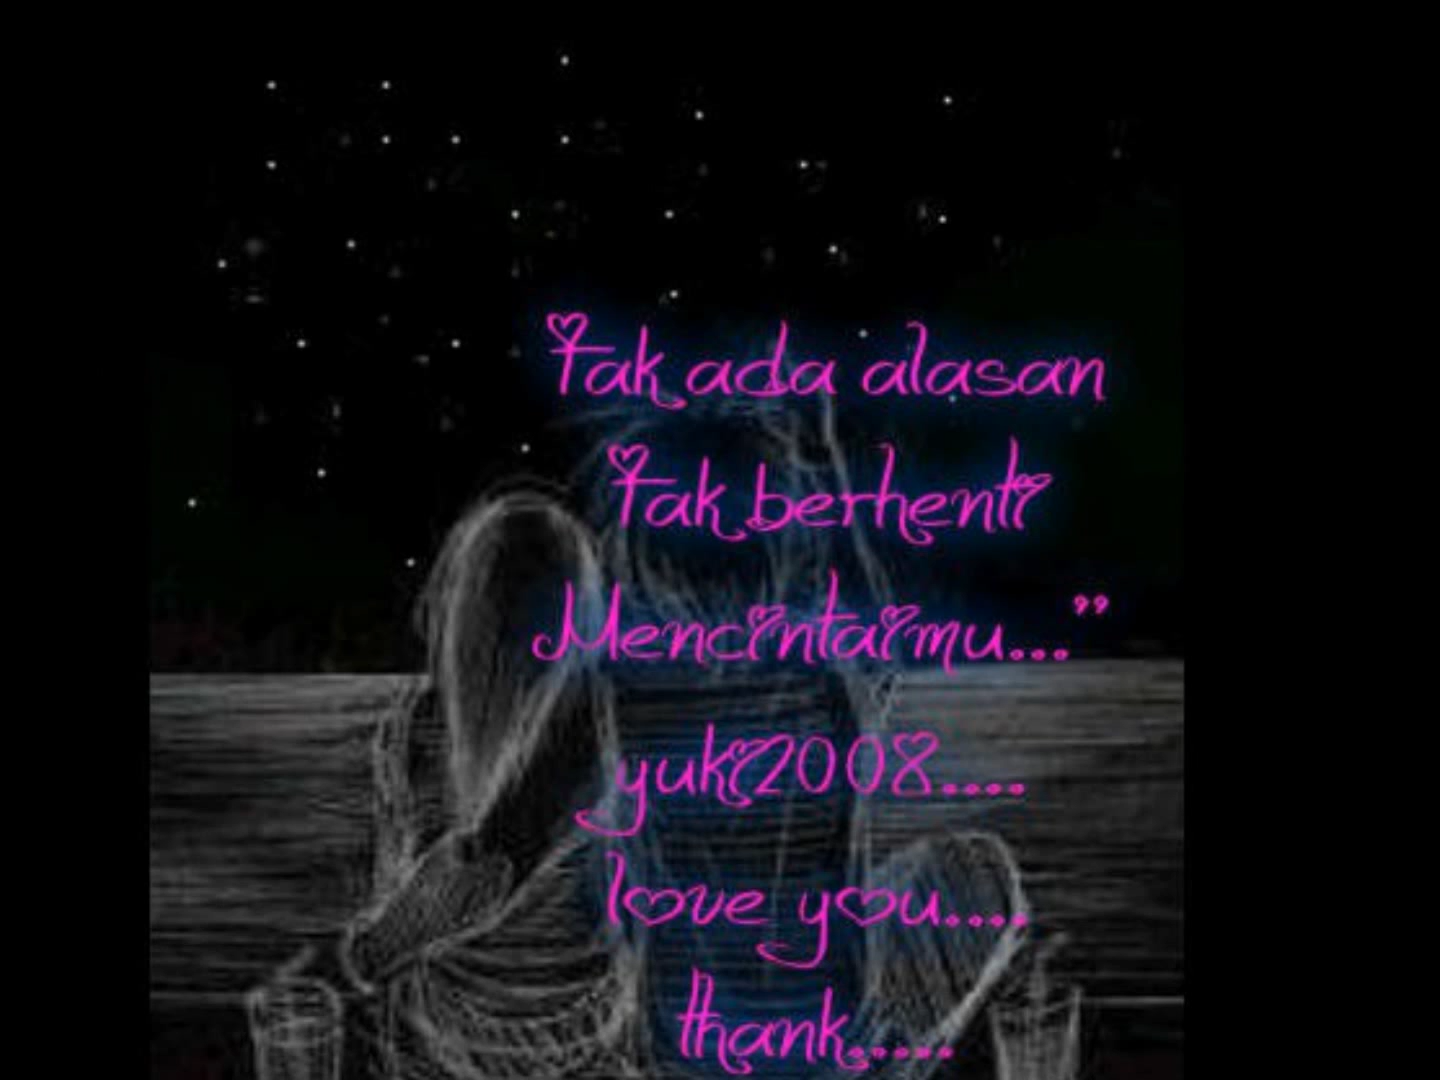 Tak ada alasan
Tak berhenti
Mencintaimu..."
yuki2008....
love you....
thank.....